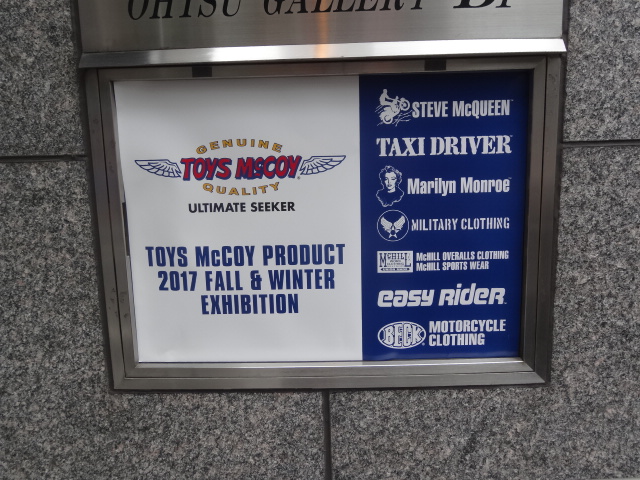 OHTSU GALLERY B1
GENUINE
TOYS McCOY
QUALITY
ULTIMATE SEEKER
TOYS McCOY PRODUCT
2017 FALL & WINTER
EXHIBITION
STEVE McQUEEN
TAXI DRIVER
Marilyn Monroe
MILITARY CLOTHING
McHILL
McHILL OVERALLS CLOTHING
McHILL SPORTS WEAR
easy rider
BECK
MOTORCYCLE
CLOTHING